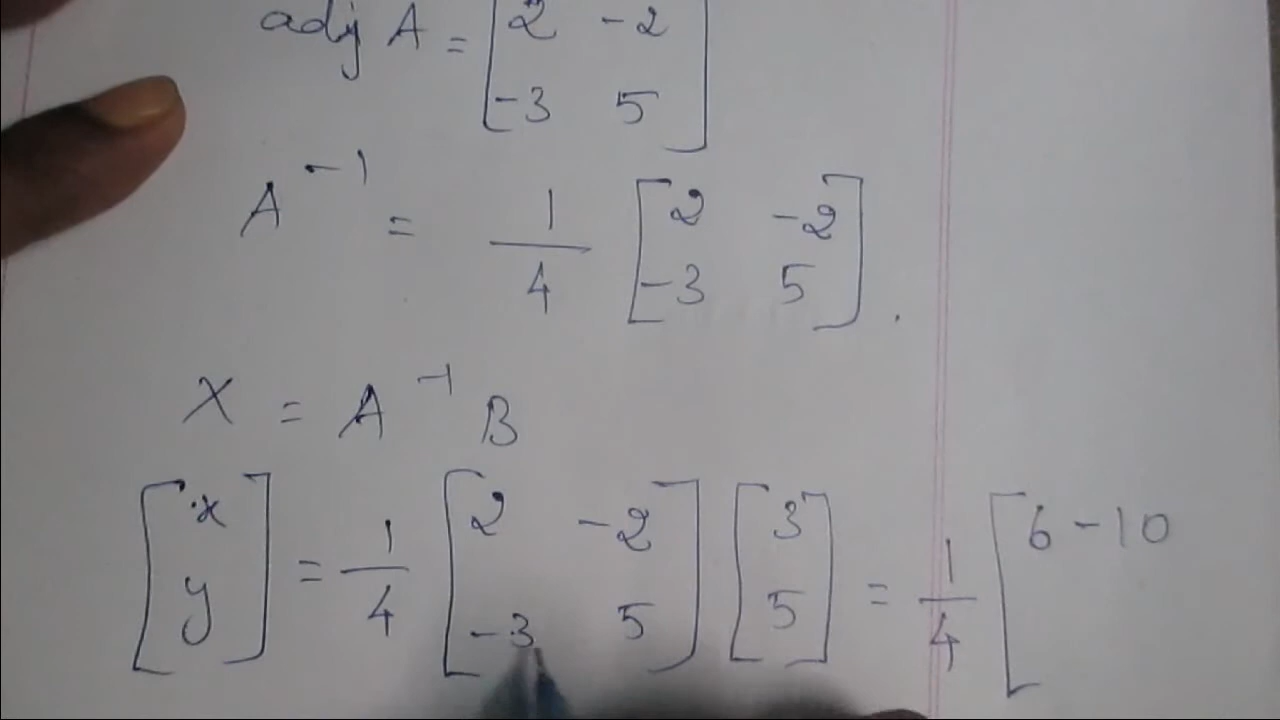 adj A = [2 -2
-3 5]
A⁻¹ = 1/4 [2 -2
-3 5].
X = A⁻¹ B
[x
y] = 1/4 [2 -2
-3 5] [3
5] = 1/4 [6 - 10